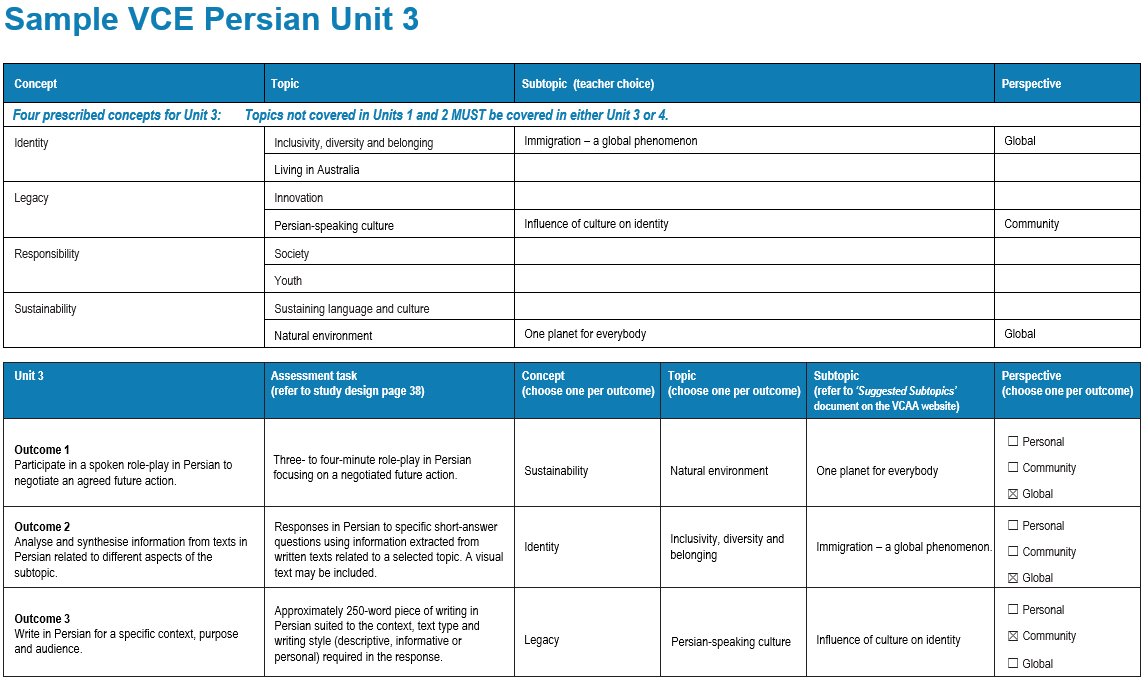 Sample VCE Persian Unit 3
Concept Topic Subtopic (teacher choice) Perspective
Four prescribed concepts for Unit 3: Topics not covered in Units 1 and 2 MUST be covered in either Unit 3 or 4.
Identity Inclusivity, diversity and belonging Immigration – a global phenomenon Global
Living in Australia
Legacy Innovation
Persian-speaking culture Influence of culture on identity Community
Responsibility Society
Youth
Sustainability Sustaining language and culture
Natural environment One planet for everybody Global
Unit 3
Assessment task
(refer to study design page 38)
Concept
(choose one per outcome)
Topic
(choose one per outcome)
Subtopic
(refer to ‘Suggested Subtopics’
document on the VCAA website)
Perspective
(choose one per outcome)
Outcome 1
Participate in a spoken role-play in Persian to
negotiate an agreed future action.
Three- to four-minute role-play in Persian
focusing on a negotiated future action.
Sustainability
Natural environment
One planet for everybody
☐ Personal
☐ Community
☒ Global
Outcome 2
Analyse and synthesise information from texts in
Persian related to different aspects of the
subtopic.
Responses in Persian to specific short-answer
questions using information extracted from
written texts related to a selected topic. A visual
text may be included.
Identity
Inclusivity, diversity and
belonging
Immigration – a global phenomenon.
☐ Personal
☐ Community
☒ Global
Outcome 3
Write in Persian for a specific context, purpose
and audience.
Approximately 250-word piece of writing in
Persian suited to the context, text type and
writing style (descriptive, informative or
personal) required in the response.
Legacy
Persian-speaking culture
Influence of culture on identity
☐ Personal
☒ Community
☐ Global